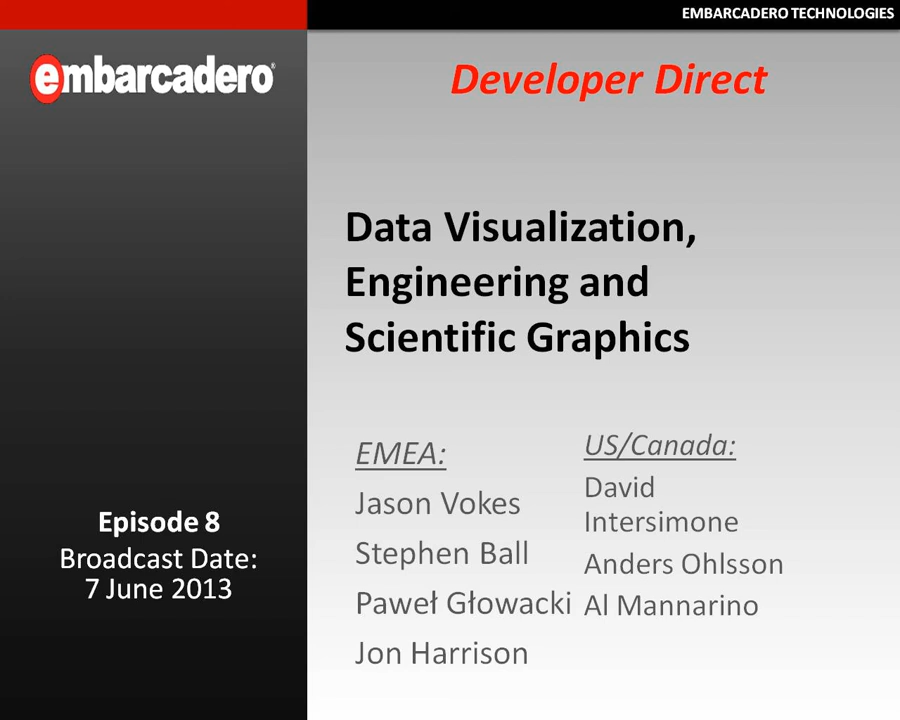 EMBARCADERO TECHNOLOGIES
embarcadero®
Developer Direct
Data Visualization,
Engineering and
Scientific Graphics
EMEA:
Jason Vokes
Stephen Ball
Paweł Głowacki
Jon Harrison
US/Canada:
David
Intersimone
Anders Ohlsson
Al Mannarino
Episode 8
Broadcast Date:
7 June 2013